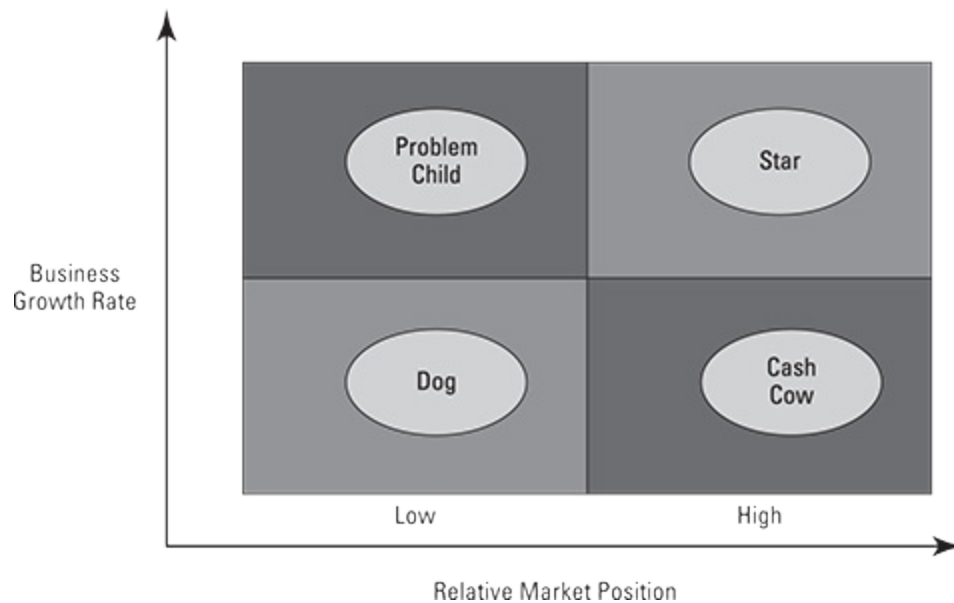 Problem
Child
Star
Business
Growth Rate
Dog
Cash
Cow
Low
High
Relative Market Position